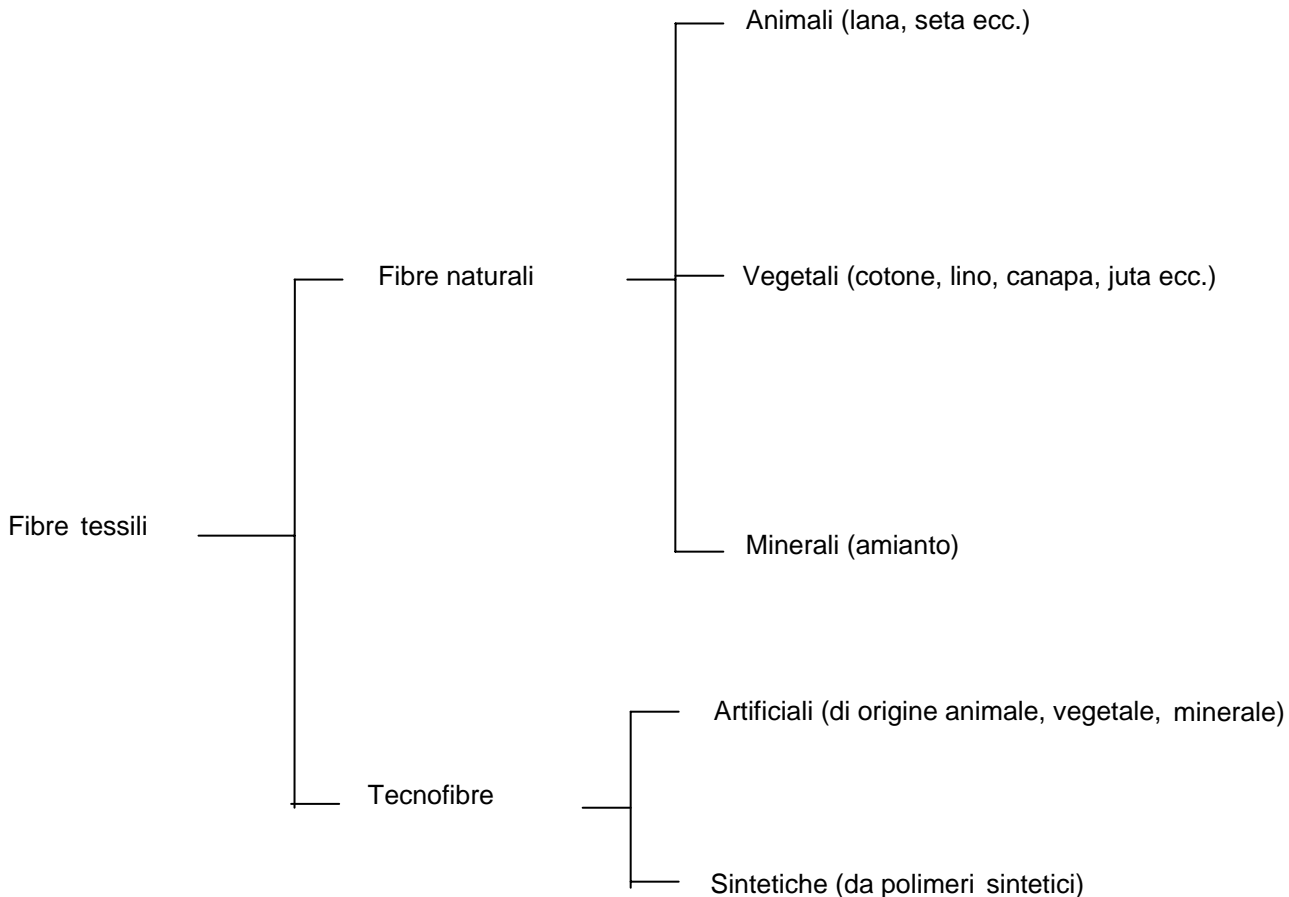 Animali (lana, seta ecc.)
Fibre naturali
Vegetali (cotone, lino, canapa, juta ecc.)
Fibre tessili
Minerali (amianto)
Artificiali (di origine animale, vegetale, minerale)
Tecnofibre
Sintetiche (da polimeri sintetici)